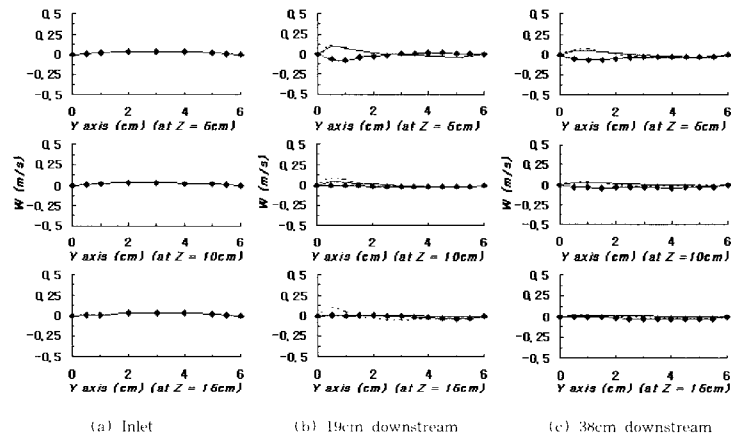 0.5 0.5 0.5
0.25 0.25 0.25
0 0 0
-0.25 -0.25 -0.25
-0.5 -0.5 -0.5
0 2 4 6 0 2 4 6 0 2 4 6
Y axis (cm) (at Z = 5cm) Y axis (cm) (at Z = 5cm) Y axis (cm) (at Z = 5cm)
0.5 0.5 0.5
0.25 0.25 0.25
0 0 0
-0.25 -0.25 -0.25
-0.5 -0.5 -0.5
W (m/s)
0 2 4 6 0 2 4 6 0 2 4 6
Y axis (cm) (at Z = 10cm) Y axis (cm) (at Z = 10cm) Y axis (cm) (at Z = 10cm)
0.5 0.5 0.5
0.25 0.25 0.25
0 0 0
-0.25 -0.25 -0.25
-0.5 -0.5 -0.5
0 2 4 6 0 2 4 6 0 2 4 6
Y axis (cm) (at Z = 15cm) Y axis (cm) (at Z = 15cm) Y axis (cm) (at Z = 15cm)
(a) Inlet (b) 19cm downstream (c) 38cm downstream